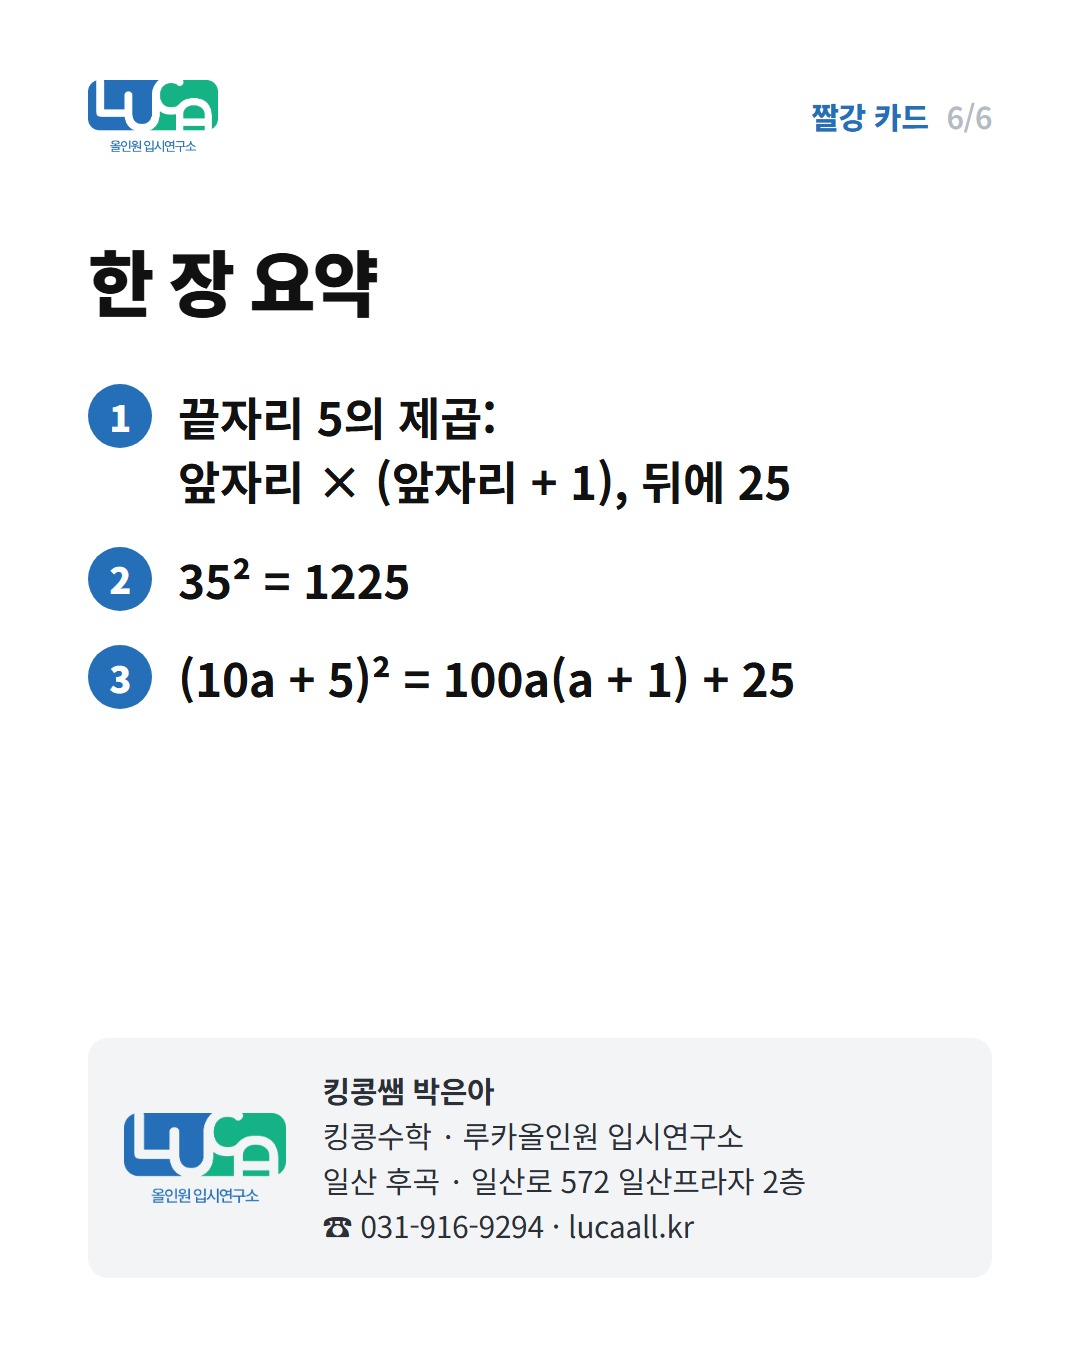 LUCA
올인원 입시연구소
짤강 카드 6/6
한 장 요약
1 끝자리 5의 제곱:
앞자리 × (앞자리 + 1), 뒤에 25
2 35² = 1225
3 (10a + 5)² = 100a(a + 1) + 25
LUCA
올인원 입시연구소
킹콩쌤 박은아
킹콩수학 · 루카올인원 입시연구소
일산 후곡 · 일산로 572 일산프라자 2층
☎ 031-916-9294 · lucaall.kr